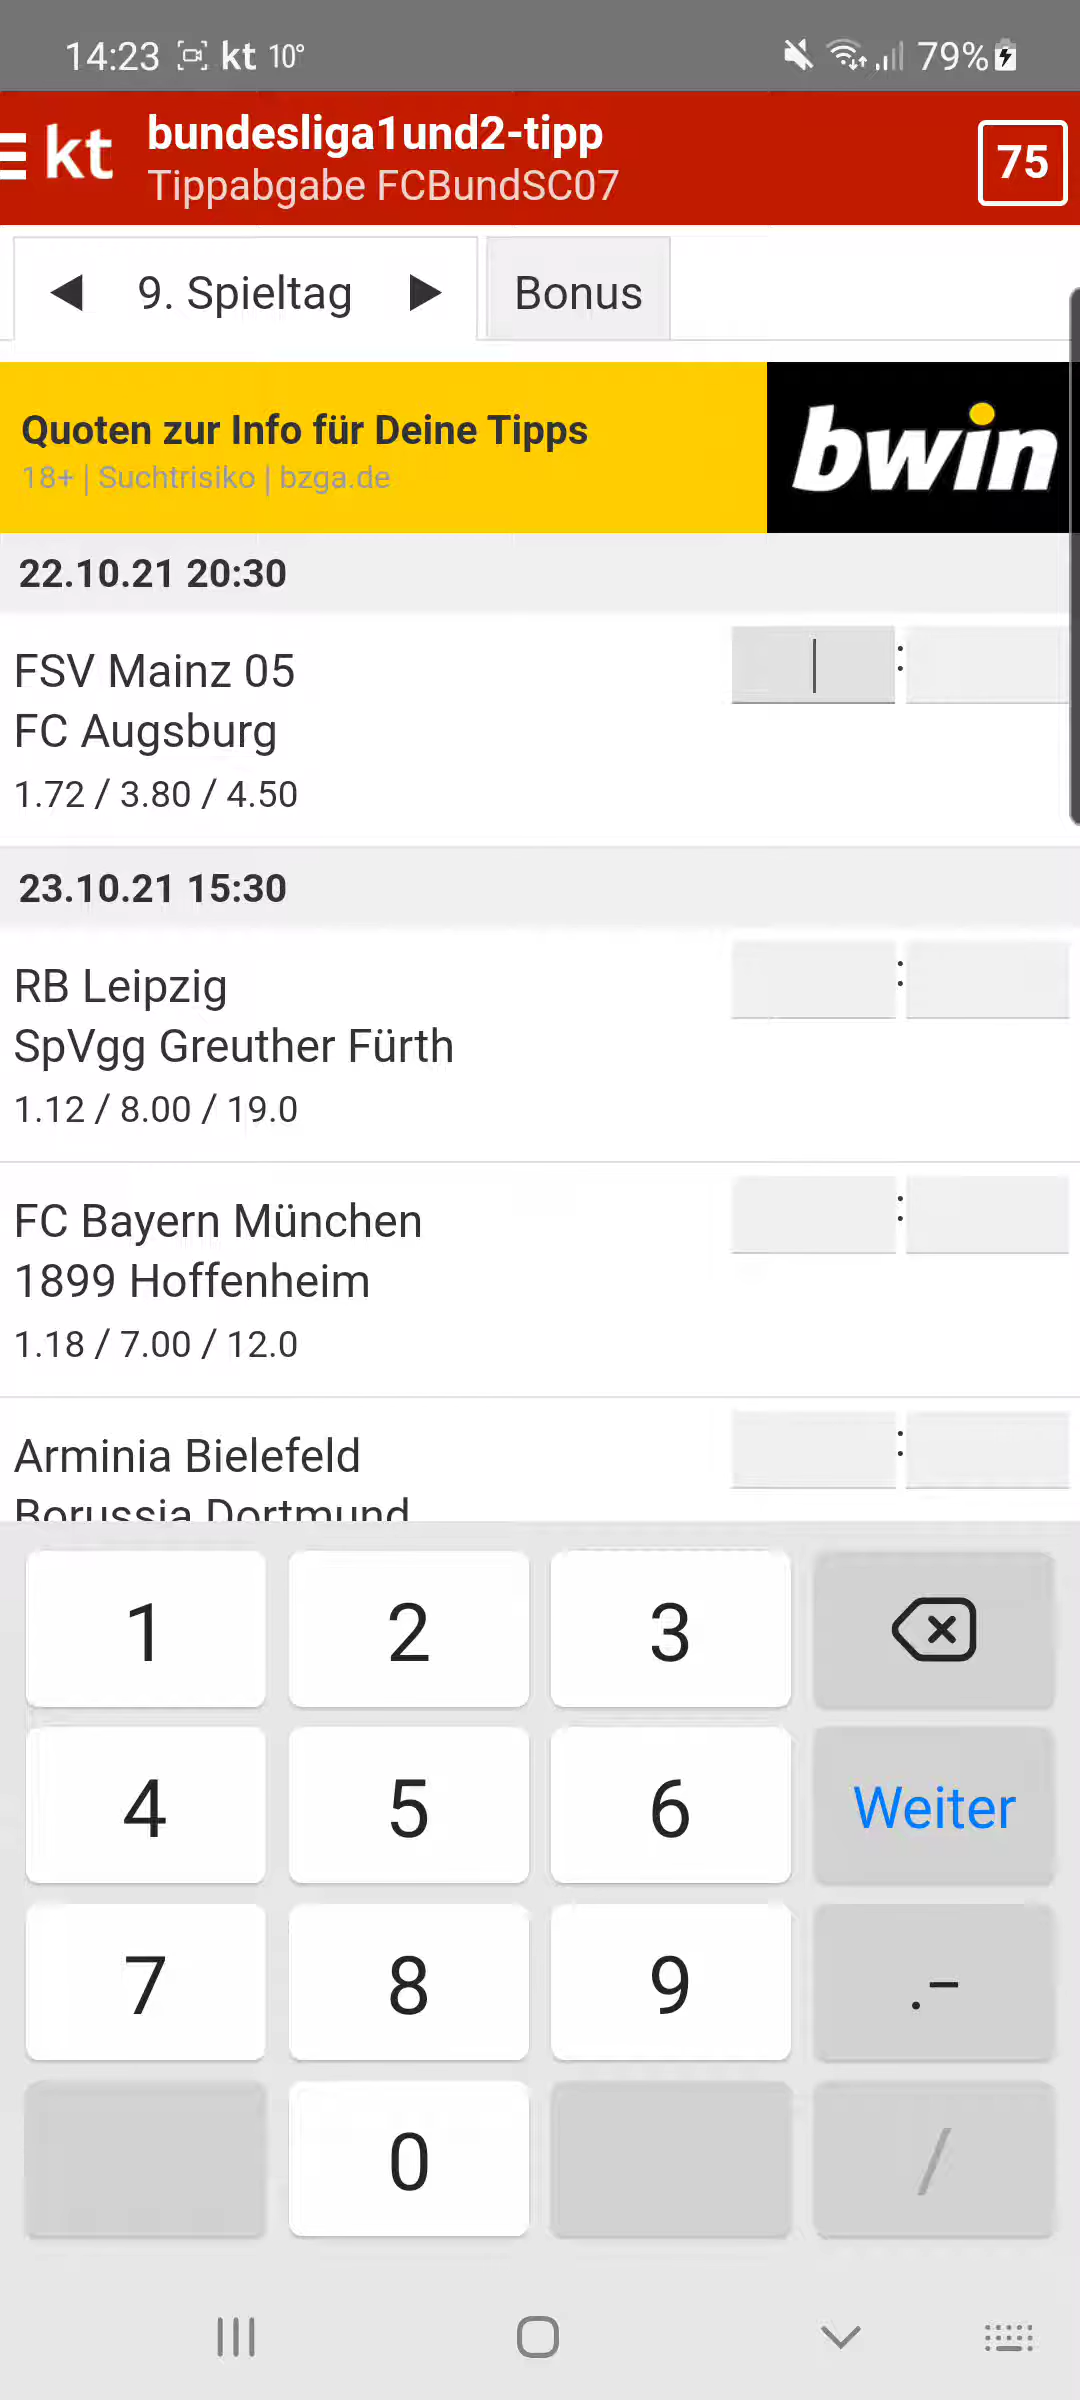 14:23 kt 10° 79%
kt bundesliga1und2-tipp 75
Tippabgabe FCBundSC07
9. Spieltag Bonus
Quoten zur Info für Deine Tipps
18+ | Suchtrisiko | bzga.de
bwin
22.10.21 20:30
FSV Mainz 05 :
FC Augsburg
1.72 / 3.80 / 4.50
23.10.21 15:30
RB Leipzig :
SpVgg Greuther Fürth
1.12 / 8.00 / 19.0
FC Bayern München :
1899 Hoffenheim
1.18 / 7.00 / 12.0
Arminia Bielefeld :
Borussia Dortmund
1 2 3
4 5 6 Weiter
7 8 9 .-
0 /